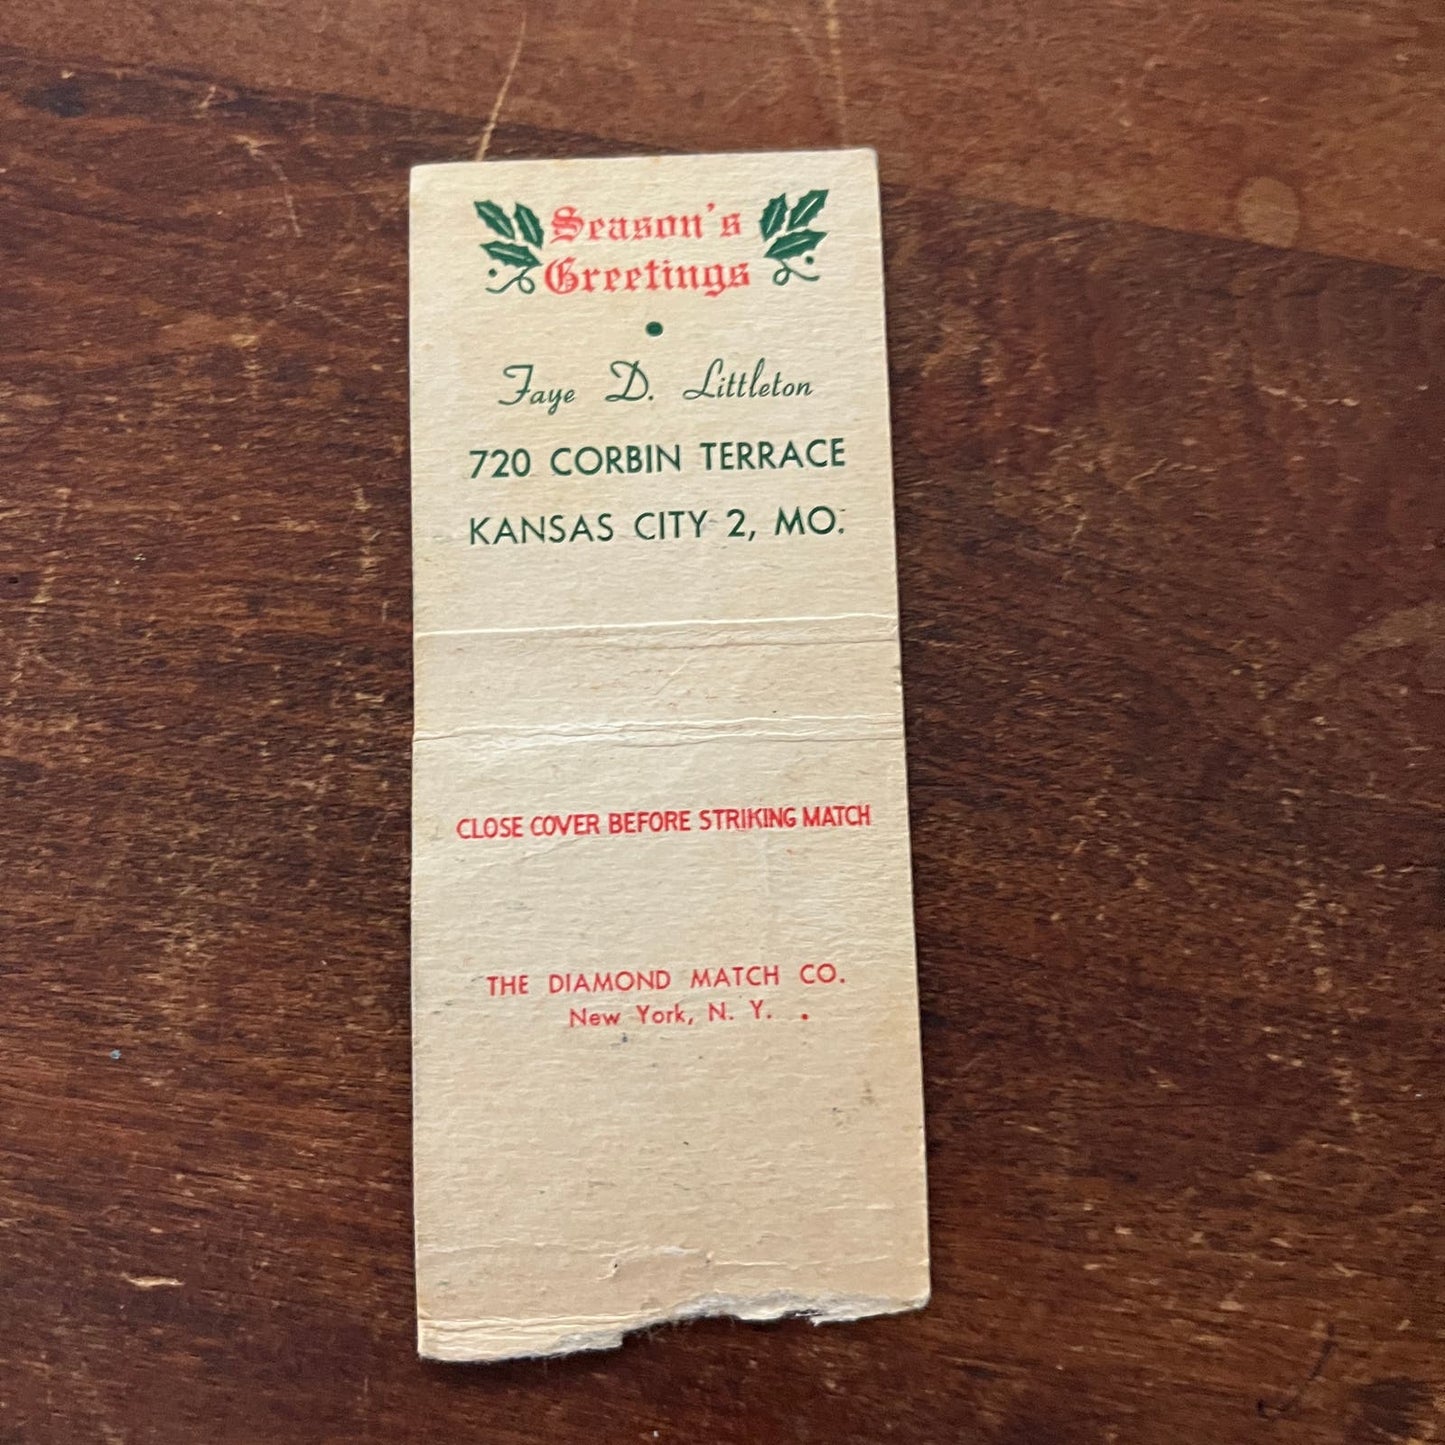 Season's
Greetings
Faye D. Littleton
720 CORBIN TERRACE
KANSAS CITY 2, MO.
CLOSE COVER BEFORE STRIKING MATCH
THE DIAMOND MATCH CO.
New York, N. Y.